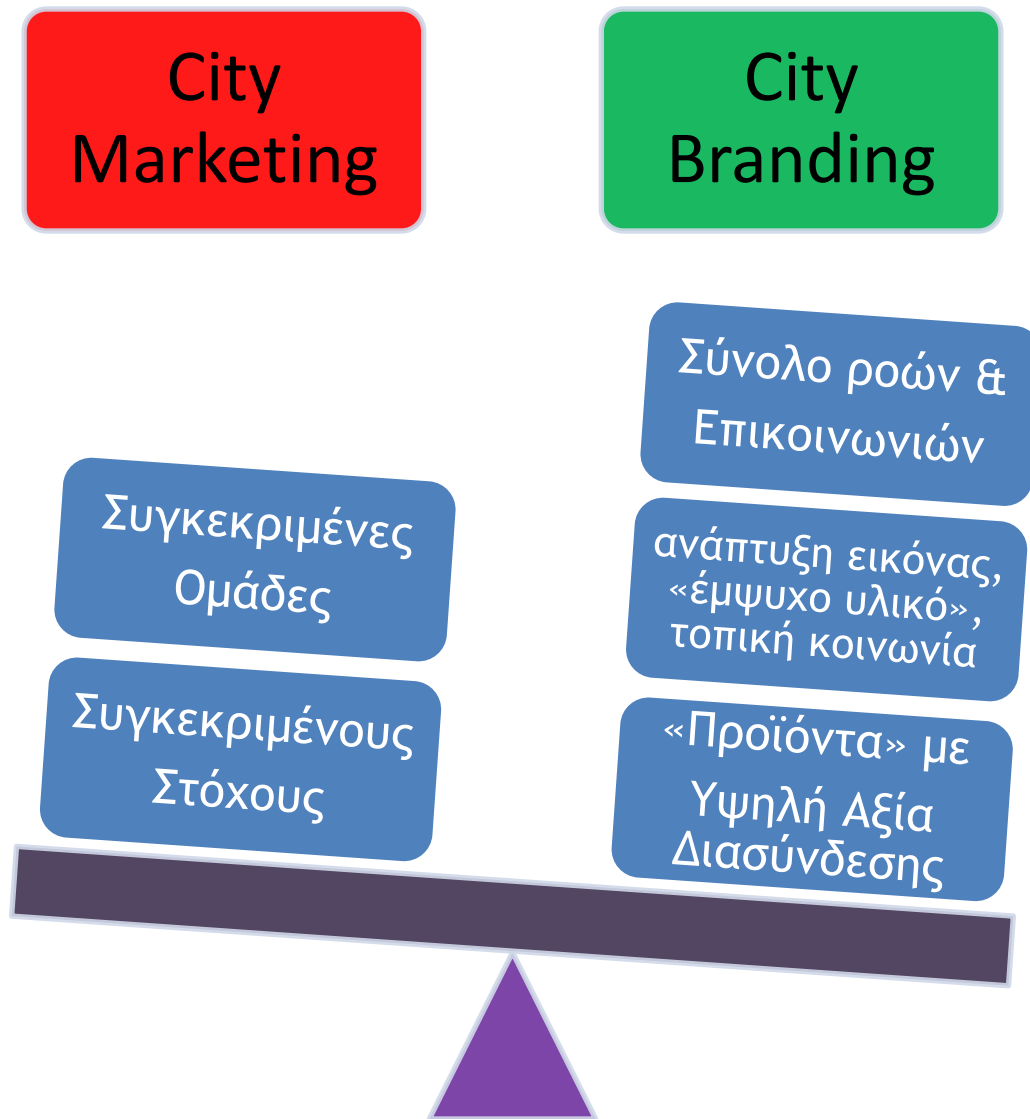 City
Marketing
City
Branding
Συγκεκριμένες
Ομάδες
Συγκεκριμένους
Στόχους
Σύνολο ροών &
Επικοινωνιών
ανάπτυξη εικόνας,
«έμψυχο υλικό»,
τοπική κοινωνία
«Προϊόντα» με
Υψηλή Αξία
Διασύνδεσης